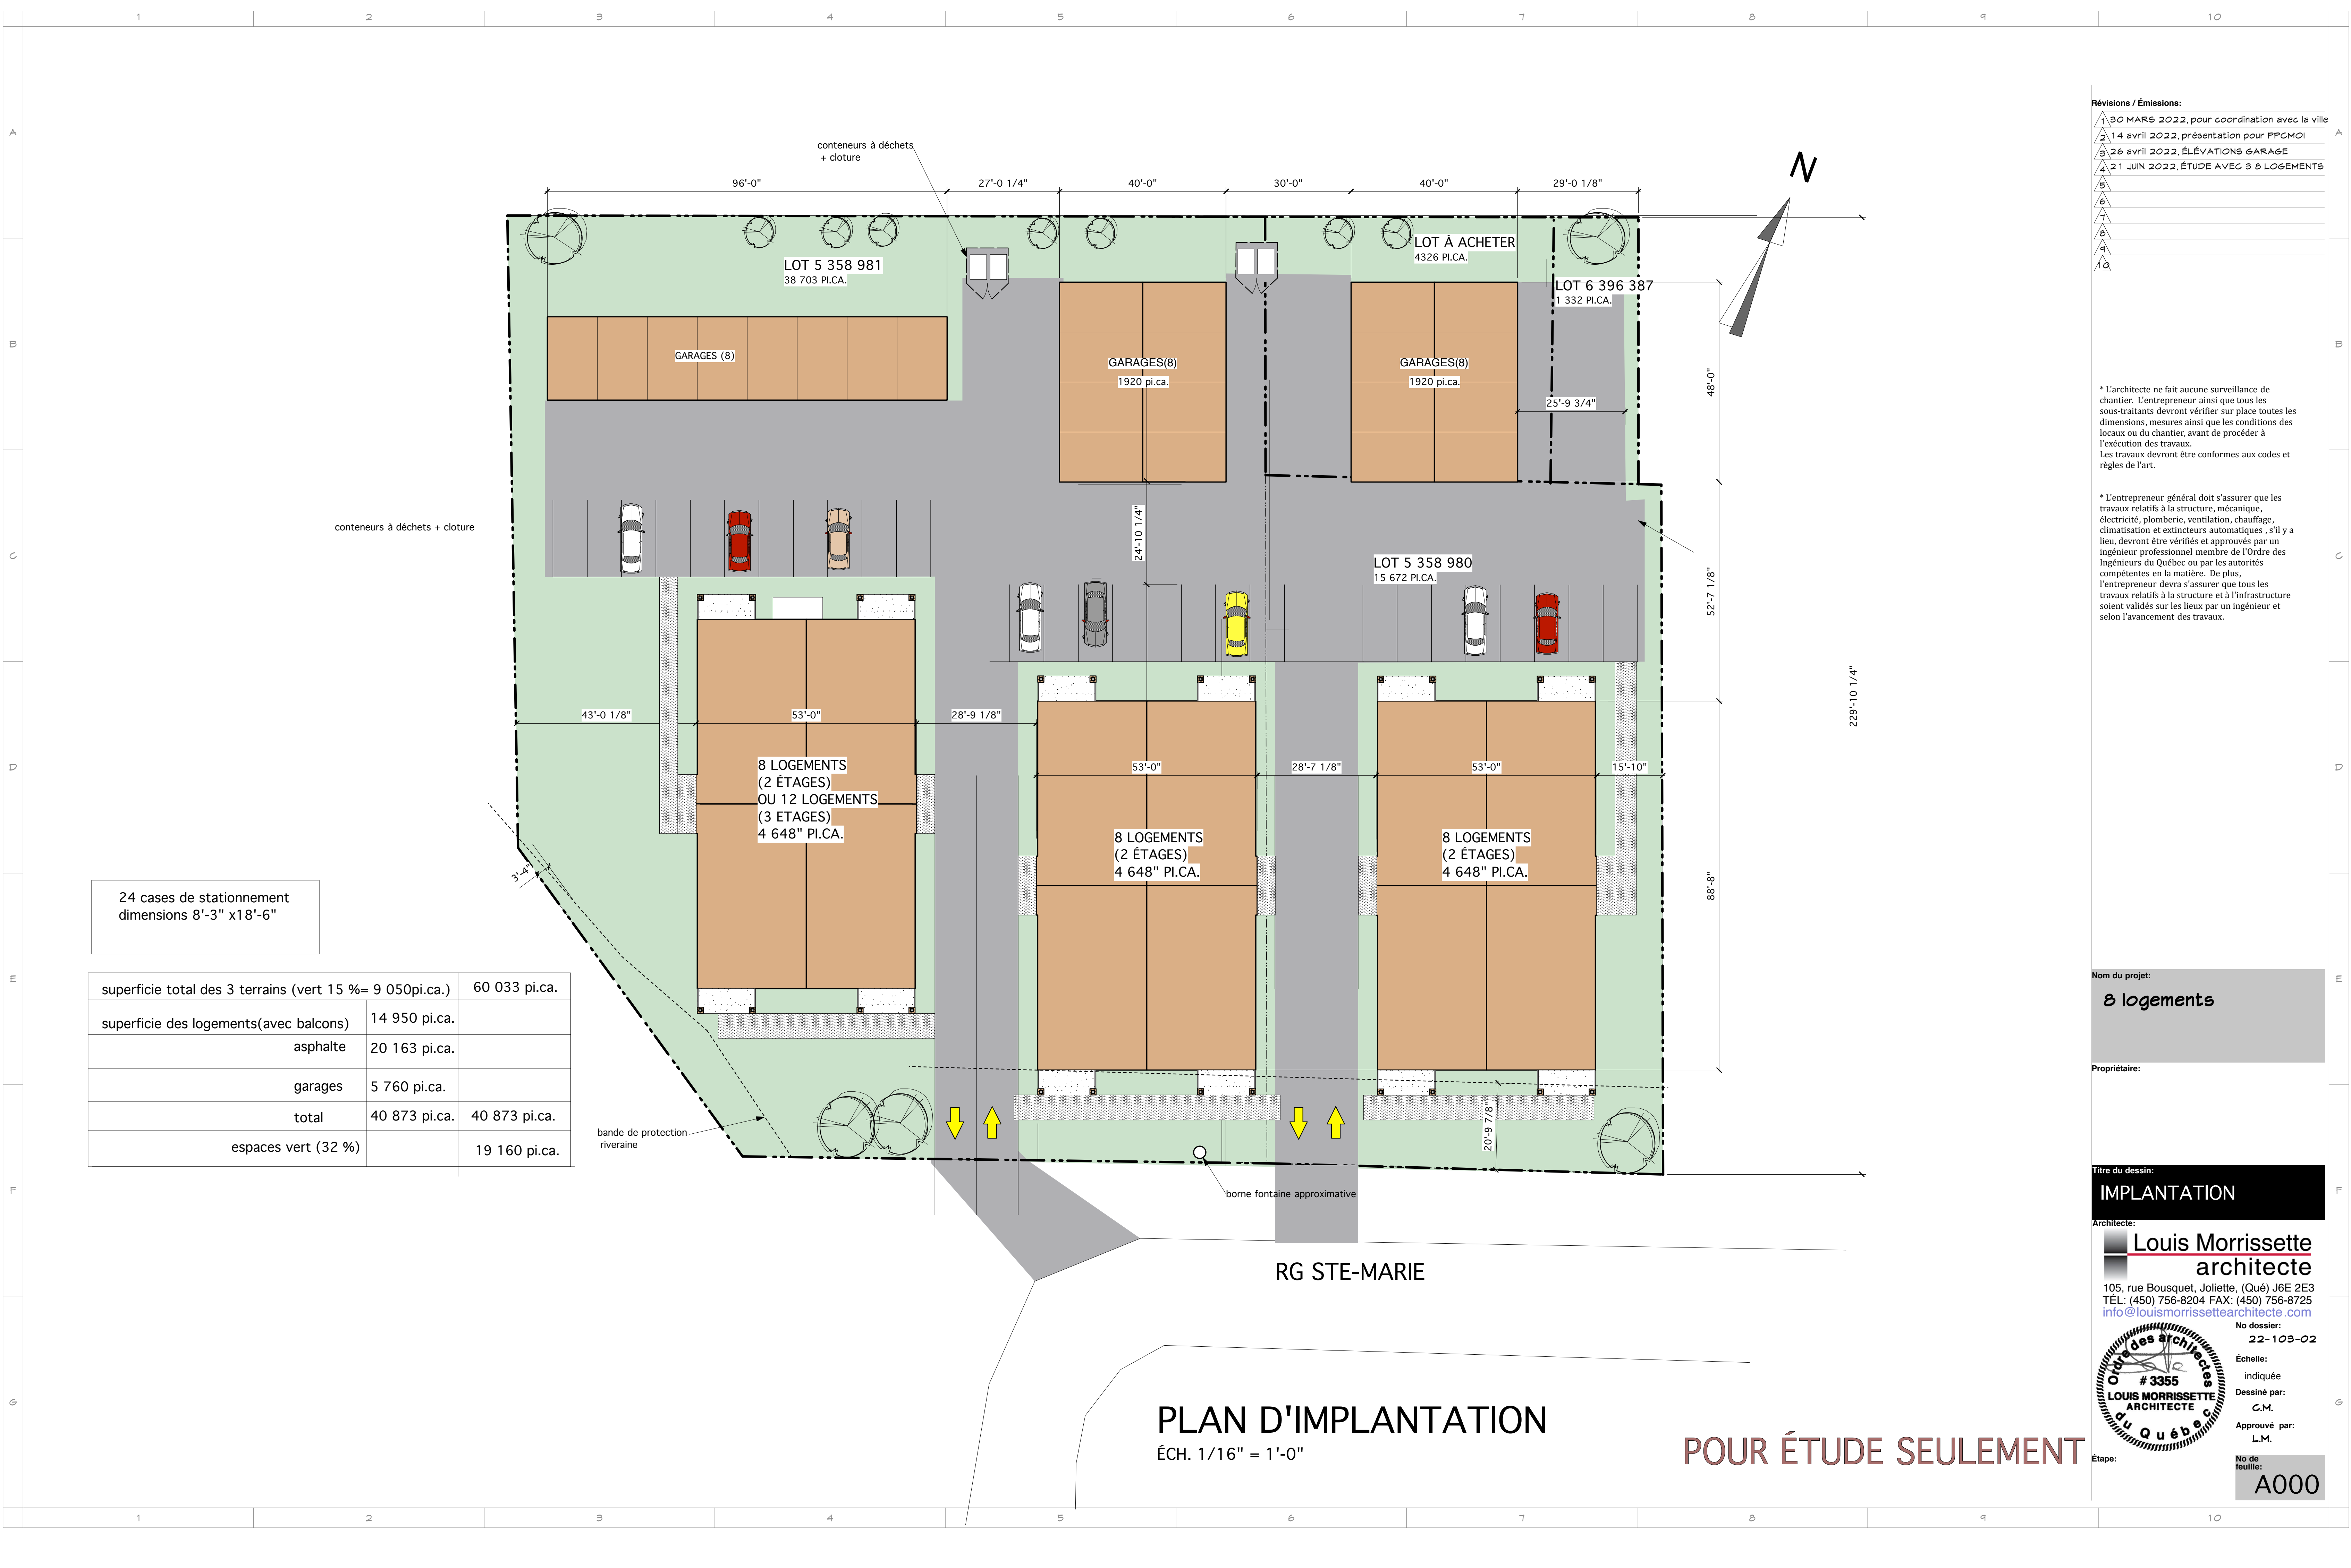 1 2 3 4 5 6 7 8 9 10
A
B
C
D
E
F
G
conteneurs à déchets
+ cloture
N
96'-0"
27'-0 1/4"
40'-0"
30'-0"
40'-0"
29'-0 1/8"
LOT 5 358 981
38 703 PI.CA.
LOT À ACHETER
4326 PI.CA.
LOT 6 396 387
1 332 PI.CA.
GARAGES (8)
GARAGES(8)
1920 pi.ca.
GARAGES(8)
1920 pi.ca.
25'-9 3/4"
48'-0"
conteneurs à déchets + cloture
24'-10 1/4"
LOT 5 358 980
15 672 PI.CA.
52'-7 1/8"
229'-10 1/4"
43'-0 1/8"
53'-0"
28'-9 1/8"
53'-0"
28'-7 1/8"
53'-0"
15'-10"
8 LOGEMENTS
(2 ÉTAGES)
OU 12 LOGEMENTS
(3 ETAGES)
4 648" PI.CA.
8 LOGEMENTS
(2 ÉTAGES)
4 648" PI.CA.
8 LOGEMENTS
(2 ÉTAGES)
4 648" PI.CA.
88'-8"
3'-4"
24 cases de stationnement
dimensions 8'-3" x18'-6"
superficie total des 3 terrains (vert 15 %= 9 050pi.ca.) 60 033 pi.ca.
superficie des logements(avec balcons) 14 950 pi.ca.
asphalte 20 163 pi.ca.
garages 5 760 pi.ca.
total 40 873 pi.ca. 40 873 pi.ca.
espaces vert (32 %) 19 160 pi.ca.
bande de protection
riveraine
20'-9 7/8"
borne fontaine approximative
RG STE-MARIE
PLAN D'IMPLANTATION
ÉCH. 1/16" = 1'-0"
POUR ÉTUDE SEULEMENT
Révisions / Émissions:
1 30 MARS 2022, pour coordination avec la ville
2 14 avril 2022, présentation pour PPCMOI
3 26 avril 2022, ÉLÉVATIONS GARAGE
4 21 JUIN 2022, ÉTUDE AVEC 3 8 LOGEMENTS
5
6
7
8
9
10
* L'architecte ne fait aucune surveillance de
chantier. L'entrepreneur ainsi que tous les
sous-traitants devront vérifier sur place toutes les
dimensions, mesures ainsi que les conditions des
locaux ou du chantier, avant de procéder à
l'exécution des travaux.
Les travaux devront être conformes aux codes et
règles de l'art.
* L'entrepreneur général doit s'assurer que les
travaux relatifs à la structure, mécanique,
électricité, plomberie, ventilation, chauffage,
climatisation et extincteurs automatiques , s'il y a
lieu, devront être vérifiés et approuvés par un
ingénieur professionnel membre de l'Ordre des
Ingénieurs du Québec ou par les autorités
compétentes en la matière. De plus,
l'entrepreneur devra s'assurer que tous les
travaux relatifs à la structure et à l'infrastructure
soient validés sur les lieux par un ingénieur et
selon l'avancement des travaux.
Nom du projet:
8 logements
Propriétaire:
Titre du dessin:
IMPLANTATION
Architecte:
Louis Morrissette
architecte
105, rue Bousquet, Joliette, (Qué) J6E 2E3
TÉL: (450) 756-8204 FAX: (450) 756-8725
info@louismorrissettearchitecte.com
Ordre des architectes
# 3355
LOUIS MORRISSETTE
ARCHITECTE
du Québec
No dossier:
22-103-02
Échelle:
indiquée
Dessiné par:
C.M.
Approuvé par:
L.M.
Étape:
No de
feuille:
A000
A
B
C
D
E
F
G
1 2 3 4 5 6 7 8 9 10